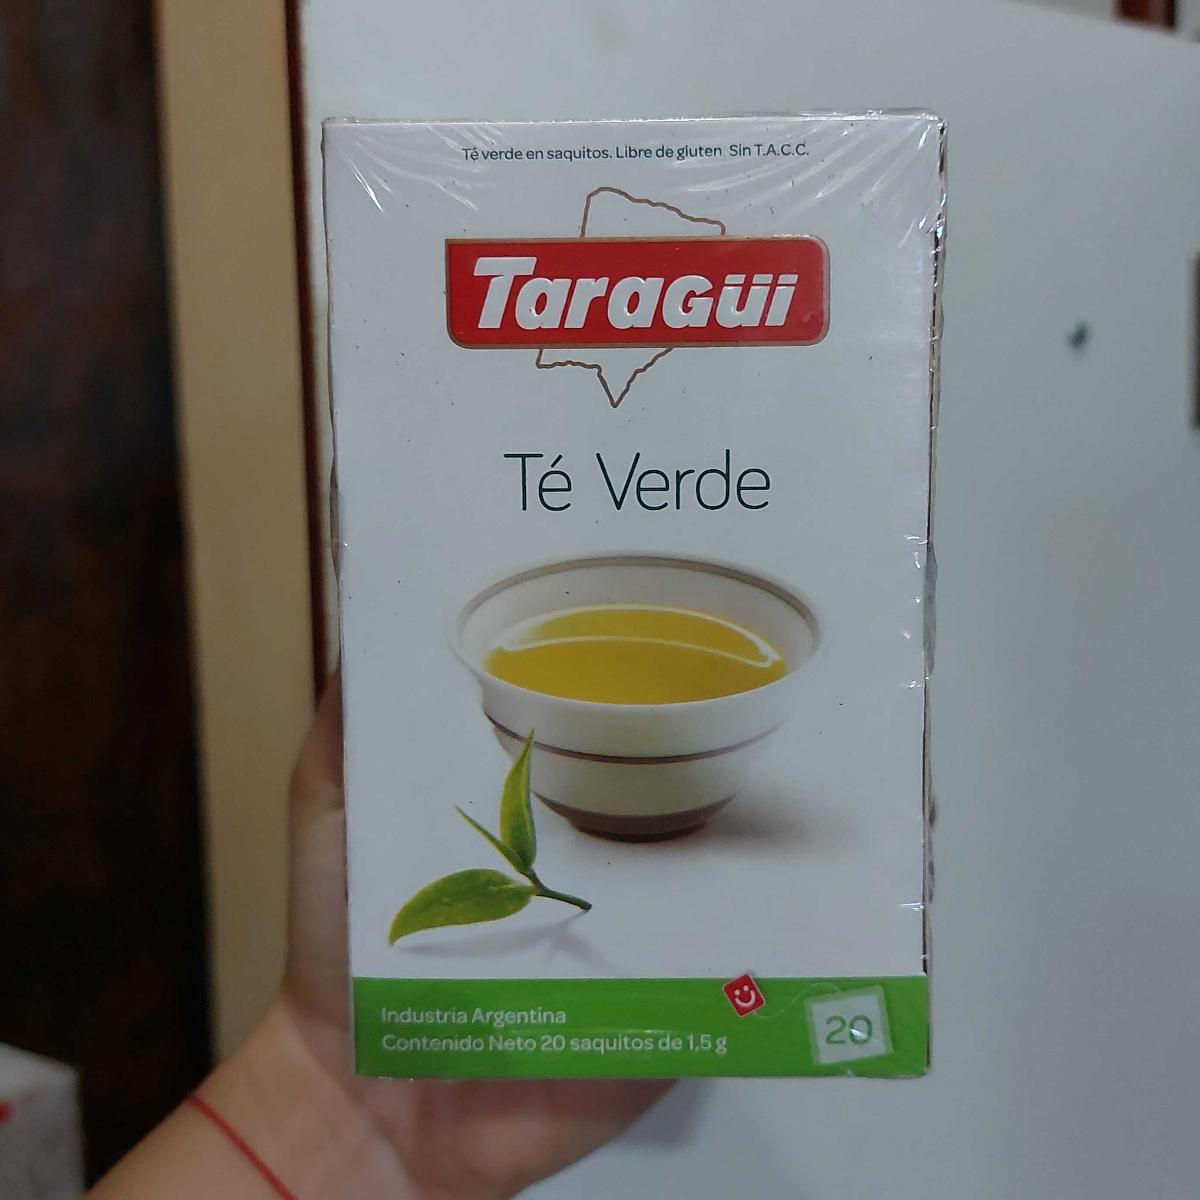 Té verde en saquitos. Libre de gluten. Sin T.A.C.C.
Taragüi
Té Verde
Industria Argentina
Contenido Neto 20 saquitos de 1,5 g
20